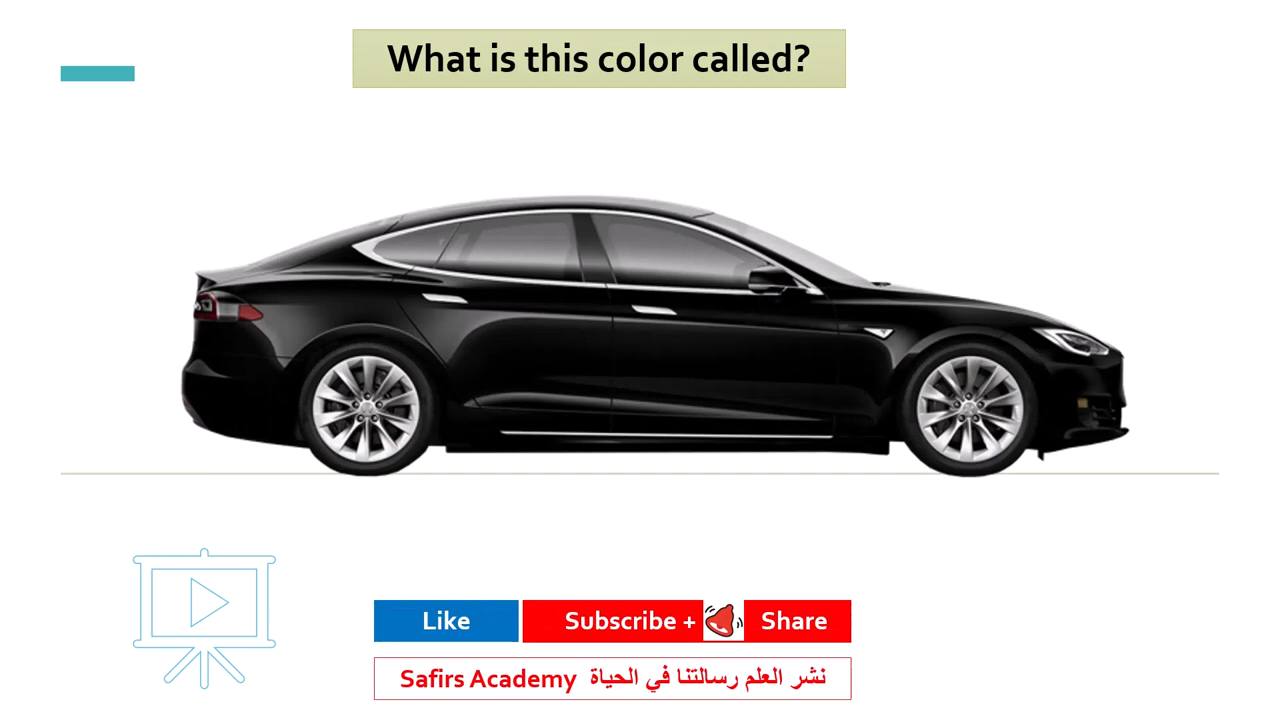 What is this color called?
Like
Subscribe +
Share
Safirs Academy نشر العلم رسالتنا في الحياة